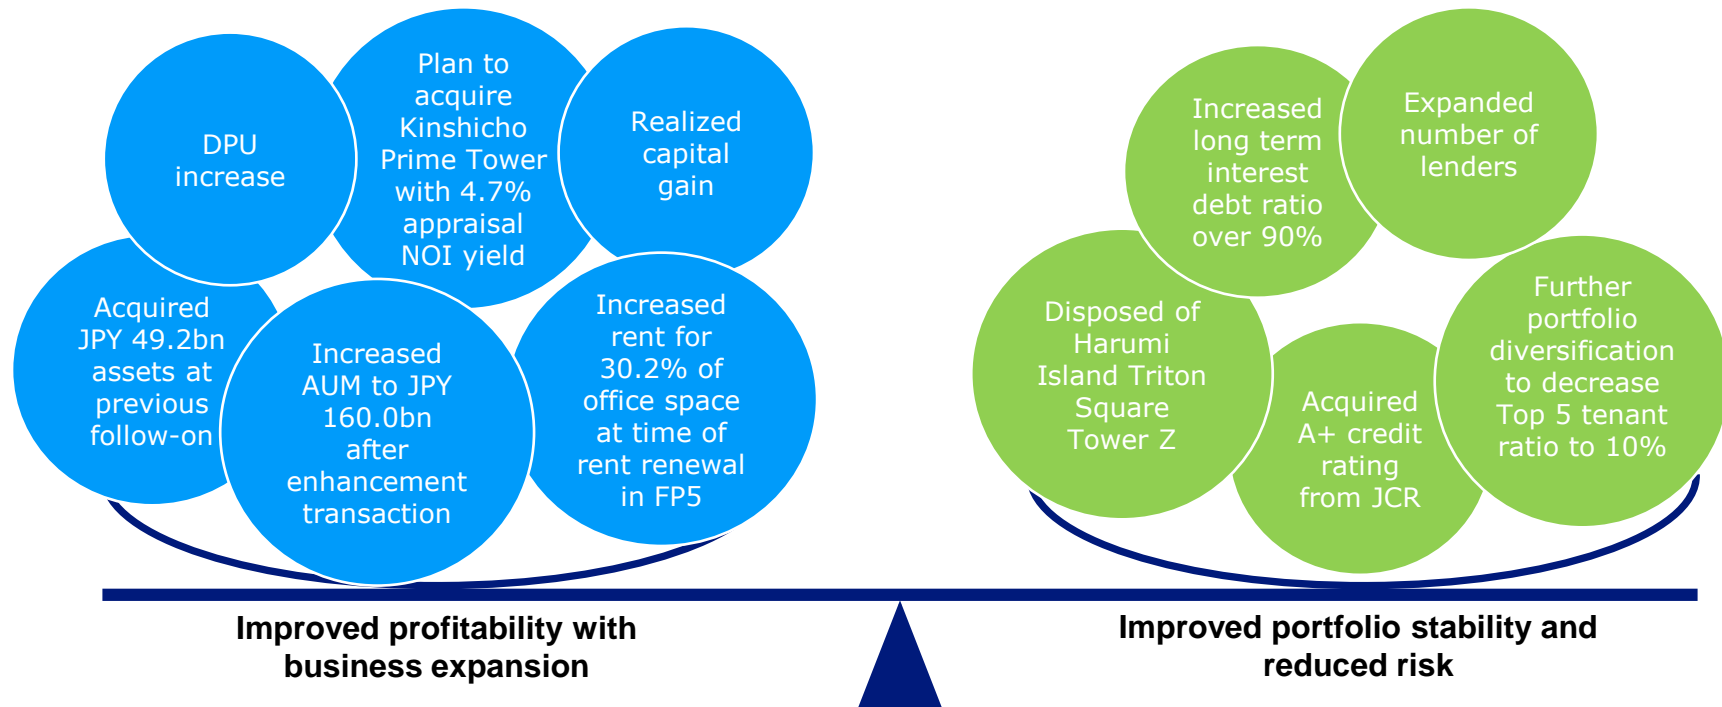 DPU
increase
Plan to
acquire
Kinshicho
Prime Tower
with 4.7%
appraisal
NOI yield
Realized
capital
gain
Acquired
JPY 49.2bn
assets at
previous
follow-on
Increased
AUM to JPY
160.0bn
after
enhancement
transaction
Increased
rent for
30.2% of
office space
at time of
rent renewal
in FP5
Improved profitability with
business expansion
Increased
long term
interest
debt ratio
over 90%
Expanded
number of
lenders
Disposed of
Harumi
Island Triton
Square
Tower Z
Acquired
A+ credit
rating
from JCR
Further
portfolio
diversification
to decrease
Top 5 tenant
ratio to 10%
Improved portfolio stability and
reduced risk